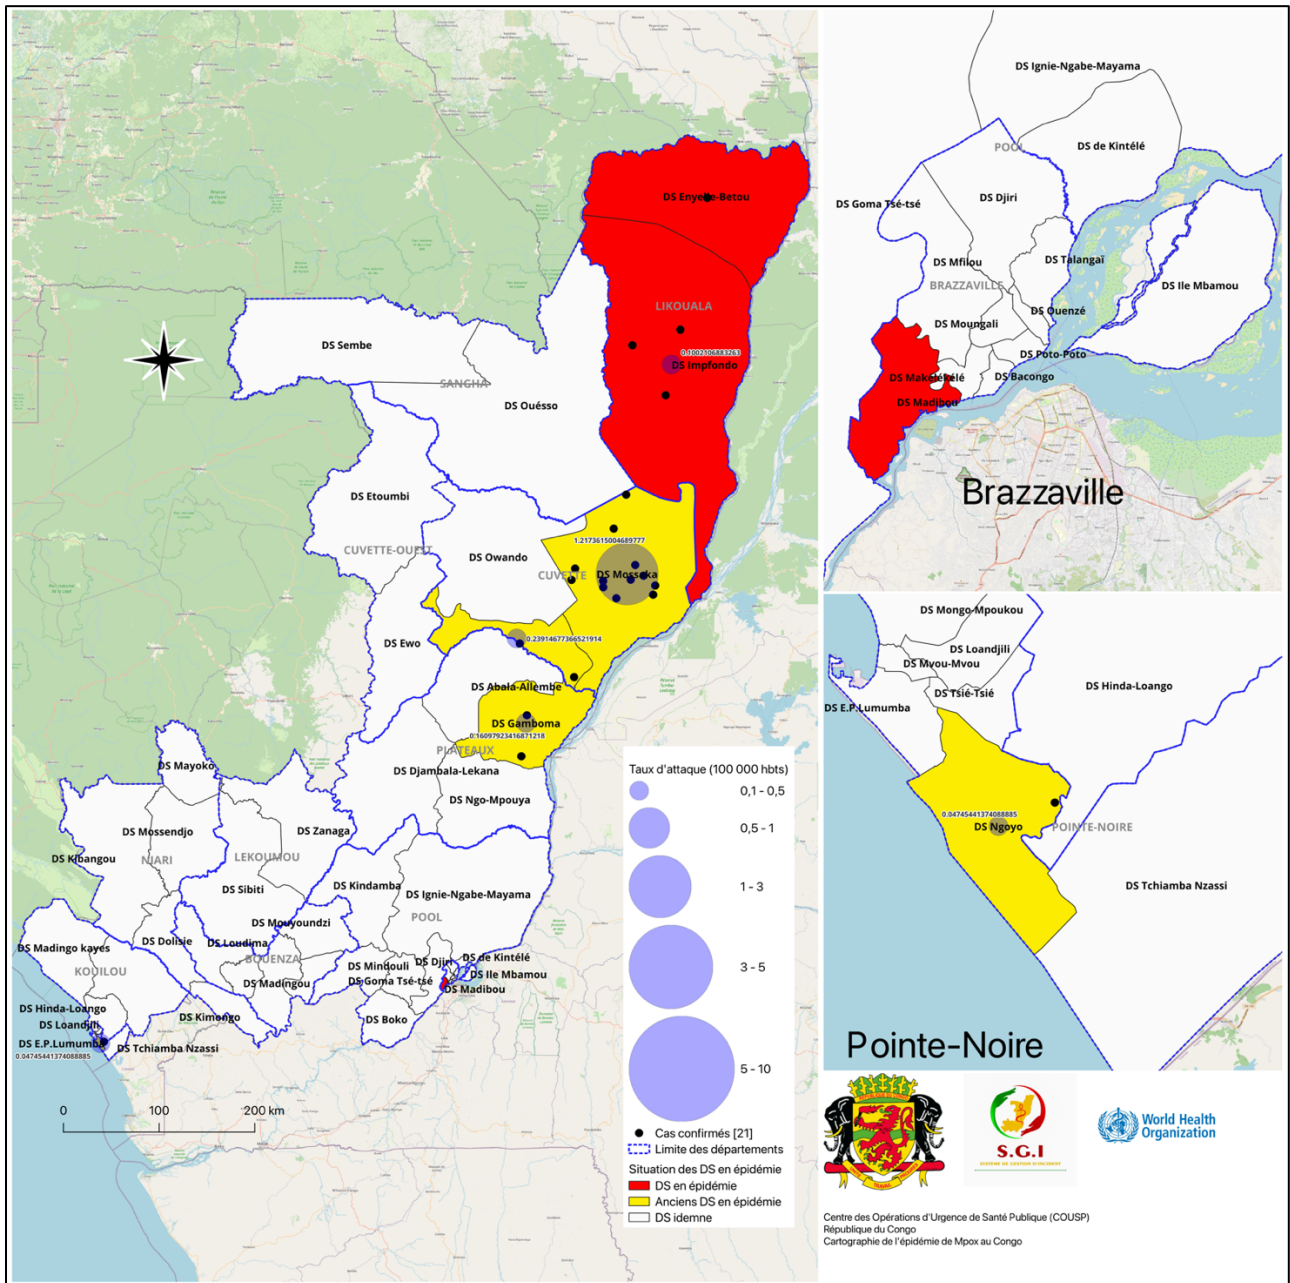 DS Enyelle-Betou
LIKOUALA
0.1002106883263
DS Impfondo
DS Sembe
SANGHA
DS Ouésso
DS Etoumbi
CUVETTE-OUEST
DS Owando
1.2173615004689777
CUVETTE
DS Mossaka
0.23914677366521914
DS Ewo
DS Abala-Allembe
DS Gamboma
0.16097923416871218
PLATEAUX
DS Djambala-Lekana
DS Ngo-Mpouya
DS Mayoko
DS Mossendjo
DS Zanaga
DS Kibangou
NIARI
LEKOUMOU
DS Sibiti
DS Kindamba
DS Ignie-Ngabe-Mayama
POOL
DS Mouyoundzi
DS Madingo kayes
DS Dolisie
DS Loudima
BOUENZA
KOUILOU
DS Madingou
DS Mindouli
DS Djiri
DS de Kintélé
DS Goma Tsé-tsé
DS Ile Mbamou
DS Madibou
DS Hinda-Loango
DS Kimongo
DS Boko
DS Loandjili
DS E.P.Lumumba
DS Tchiamba Nzassi
0.04745441374088885
0 100 200 km
Taux d'attaque (100 000 hbts)
0,1 - 0,5
0,5 - 1
1 - 3
3 - 5
5 - 10
Cas confirmés [21]
Limite des départements
Situation des DS en épidémie
DS en épidémie
Anciens DS en épidémie
DS idemne
DS Ignie-Ngabe-Mayama
POOL
DS de Kintélé
DS Goma Tsé-tsé
DS Djiri
DS Mfilou
DS Talangaï
BRAZZAVILLE
DS Ile Mbamou
DS Ouenzé
DS Moungali
DS Poto-Poto
DS Makélékélé
DS Bacongo
DS Madibou
Brazzaville
DS Mongo-Mpoukou
DS Loandjili
DS Mvou-Mvou
DS Tsié-Tsié
DS Hinda-Loango
DS E.P.Lumumba
0.04745441374088885
DS Ngoyo
POINTE-NOIRE
DS Tchiamba Nzassi
Pointe-Noire
S.G.I
SYSTÈME DE GESTION D'INCIDENT
World Health
Organization
Centre des Opérations d'Urgence de Santé Publique (COUSP)
République du Congo
Cartographie de l'épidémie de Mpox au Congo